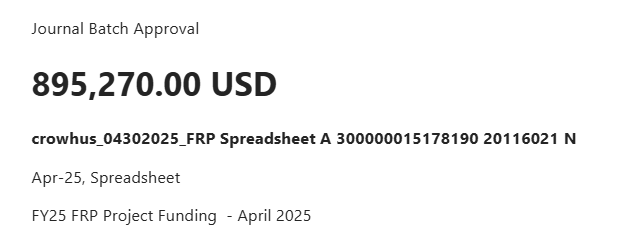 Journal Batch Approval
895,270.00 USD
crowhus_04302025_FRP Spreadsheet A 300000015178190 20116021 N
Apr-25, Spreadsheet
FY25 FRP Project Funding  - April 2025